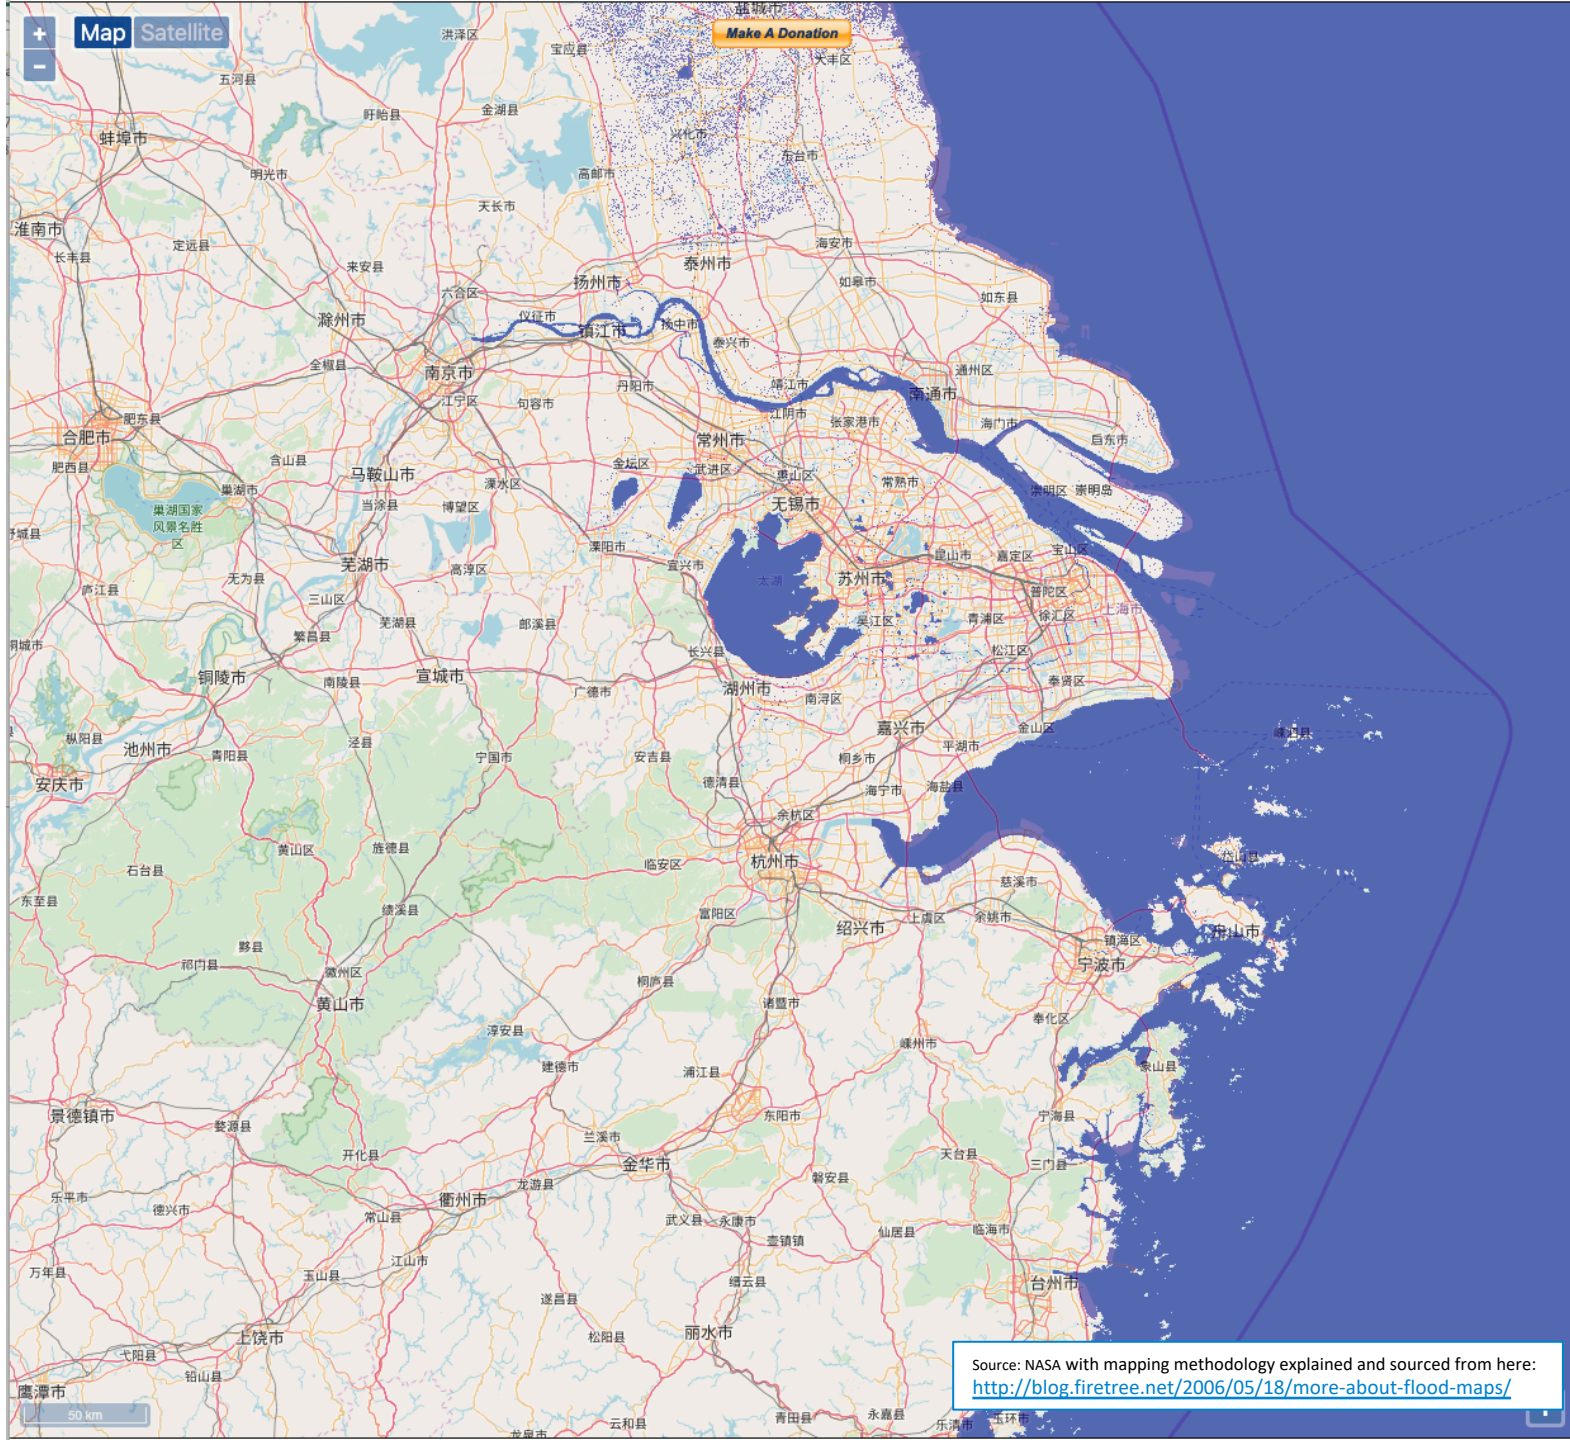 +
Map Satellite
−
Make A Donation
盐城市
洪泽区
宝应县
大丰区
五河县
盱眙县
金湖县
蚌埠市
兴化市
东台市
明光市
高邮市
天长市
淮南市
定远县
长丰县
来安县
海安市
泰州市
扬州市
如皋市
六合区
如东县
仪征市
滁州市
镇江市
扬中市
泰兴市
全椒县
南京市
通州区
丹阳市
靖江市
南通市
江宁区
句容市
江阴市
张家港市
海门市
肥东县
合肥市
常州市
启东市
肥西县
含山县
马鞍山市
金坛区
武进区
惠山区
溧水区
常熟市
巢湖市
崇明区 崇明岛
当涂县
博望区
无锡市
巢湖国家
风景名胜
区
舒城县
溧阳市
昆山市
嘉定区
宝山区
芜湖市
宜兴市
高淳区
太湖
苏州市
无为县
庐江县
三山区
普陀区
上海市
芜湖县
郎溪县
吴江区
青浦区
徐汇区
繁昌县
桐城市
长兴县
松江区
铜陵市
南陵县
宣城市
广德市
湖州市
南浔区
奉贤区
枞阳县
池州市
泾县
嘉兴市
金山区
嵊泗县
青阳县
宁国市
安吉县
桐乡市
平湖市
安庆市
德清县
海宁市
海盐县
余杭区
黄山区
旌德县
石台县
临安区
杭州市
岱山县
慈溪市
东至县
绩溪县
富阳区
绍兴市
上虞区
余姚市
舟山市
黟县
镇海区
祁门县
徽州区
宁波市
桐庐县
黄山市
诸暨市
淳安县
奉化区
嵊州市
建德市
浦江县
象山县
景德镇市
东阳市
宁海县
婺源县
兰溪市
开化县
金华市
天台县
三门县
乐平市
龙游县
磐安县
德兴市
衢州市
常山县
武义县
永康市
仙居县
临海市
壶镇镇
江山市
万年县
玉山县
缙云县
台州市
遂昌县
上饶市
松阳县
丽水市
弋阳县
铅山县
鹰潭市
50 km
云和县
青田县
永嘉县
乐清市
玉环市
龙泉市
Source: NASA with mapping methodology explained and sourced from here:
http://blog.firetree.net/2006/05/18/more-about-flood-maps/